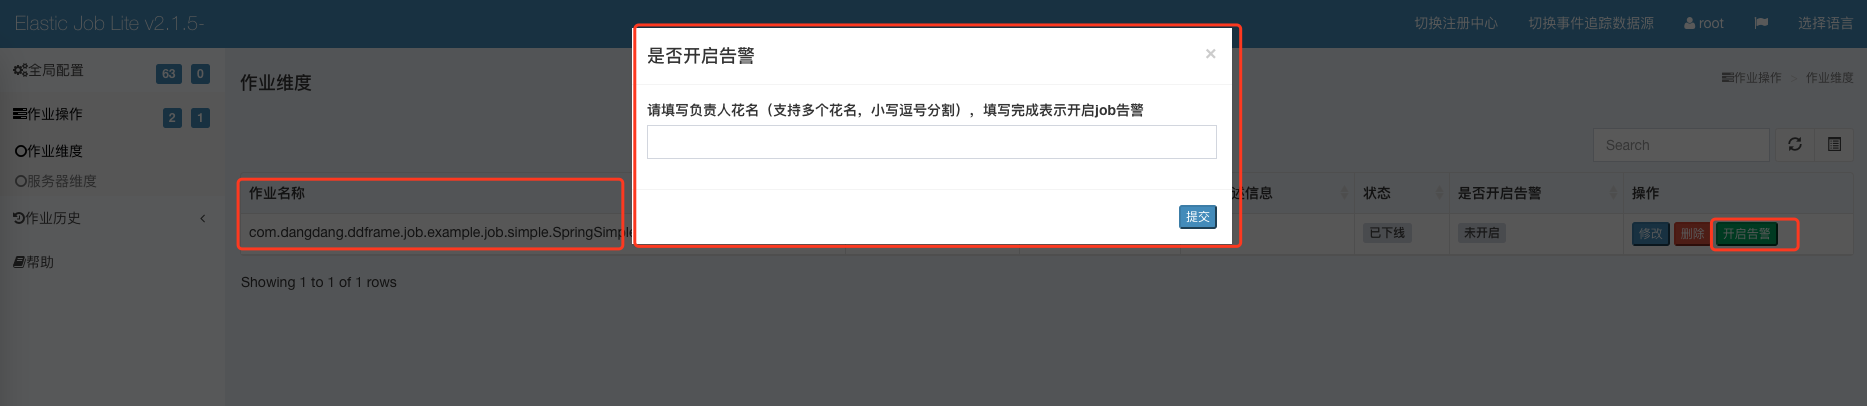 Elastic Job Lite v2.1.5-
切换注册中心 切换事件追踪数据源 root 选择语言
全局配置 63 0
作业操作 2 1
作业维度
服务器维度
作业历史
帮助
作业维度
作业操作 > 作业维度
是否开启告警 ×
请填写负责人花名（支持多个花名，小写逗号分割），填写完成表示开启job告警
提交
Search
作业名称 信息 状态 是否开启告警 操作
com.dangdang.ddframe.job.example.job.simple.SpringSimple 已下线 未开启 修改 删除 开启告警
Showing 1 to 1 of 1 rows